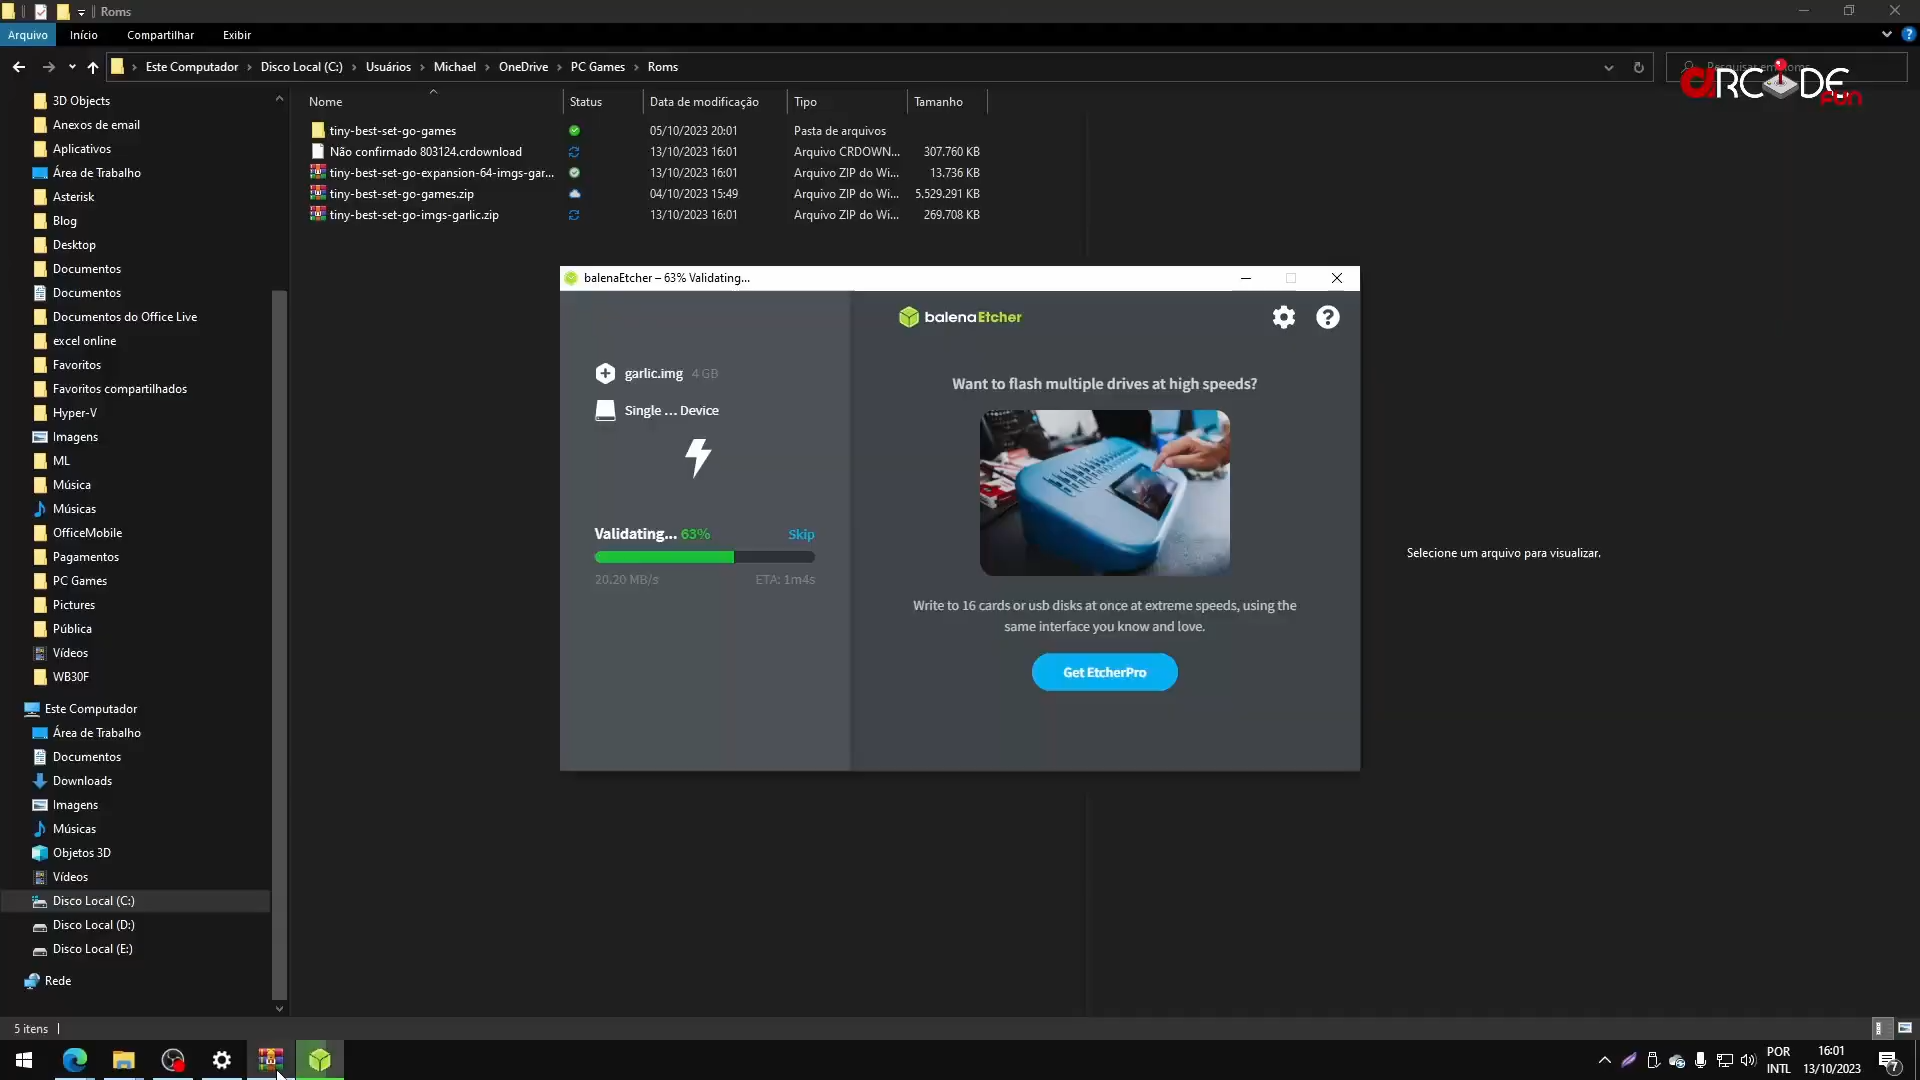 Roms
Arquivo Início Compartilhar Exibir
Este Computador Disco Local (C:) Usuários Michael OneDrive PC Games Roms
ARCADE
FUN
Nome Status Data de modificação Tipo Tamanho
tiny-best-set-go-games 05/10/2023 20:01 Pasta de arquivos
Não confirmado 803124.crdownload 13/10/2023 16:01 Arquivo CRDOWN... 307.760 KB
tiny-best-set-go-expansion-64-imgs-gar... 13/10/2023 16:01 Arquivo ZIP do Wi... 13.736 KB
tiny-best-set-go-games.zip 04/10/2023 15:49 Arquivo ZIP do Wi... 5.529.291 KB
tiny-best-set-go-imgs-garlic.zip 13/10/2023 16:01 Arquivo ZIP do Wi... 269.708 KB
3D Objects
Anexos de email
Aplicativos
Área de Trabalho
Asterisk
Blog
Desktop
Documentos
Documentos
Documentos do Office Live
excel online
Favoritos
Favoritos compartilhados
Hyper-V
Imagens
ML
Música
Músicas
OfficeMobile
Pagamentos
PC Games
Pictures
Pública
Vídeos
WB30F
Este Computador
Área de Trabalho
Documentos
Downloads
Imagens
Músicas
Objetos 3D
Vídeos
Disco Local (C:)
Disco Local (D:)
Disco Local (E:)
Rede
balenaEtcher – 63% Validating...
balenaEtcher
garlic.img 4 GB
Single ... Device
Validating... 63% Skip
20.20 MB/s ETA: 1m4s
Want to flash multiple drives at high speeds?
Write to 16 cards or usb disks at once at extreme speeds, using the
same interface you know and love.
Get EtcherPro
Selecione um arquivo para visualizar.
5 itens
POR
INTL
16:01
13/10/2023
7